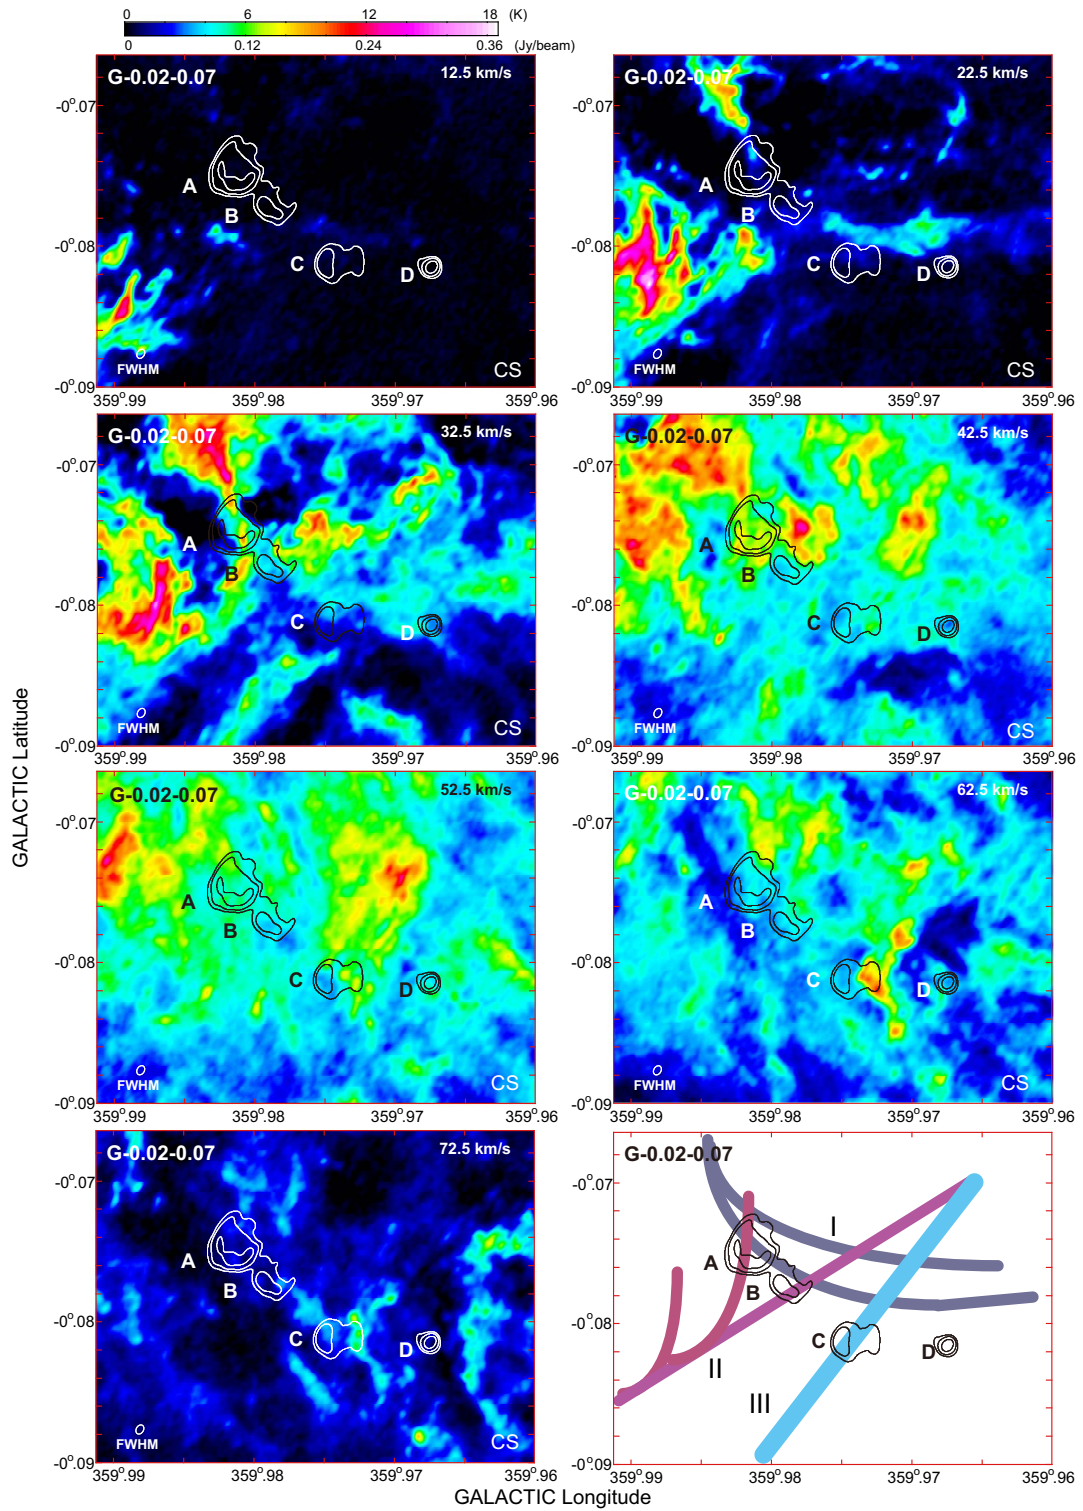 0 6 12 18 (K)
0 0.12 0.24 0.36 (Jy/beam)
G-0.02-0.07 12.5 km/s
-0°.07
A
B
-0°.08
C
D
FWHM
CS
-0°.09
359°.99 359°.98 359°.97 359°.96
G-0.02-0.07 22.5 km/s
-0°.07
A
B
-0°.08
C
D
FWHM
CS
-0°.09
359°.99 359°.98 359°.97 359°.96
G-0.02-0.07 32.5 km/s
-0°.07
A
B
-0°.08
C
D
FWHM
CS
-0°.09
359°.99 359°.98 359°.97 359°.96
G-0.02-0.07 42.5 km/s
-0°.07
A
B
-0°.08
C
D
FWHM
CS
-0°.09
359°.99 359°.98 359°.97 359°.96
GALACTIC Latitude
G-0.02-0.07 52.5 km/s
-0°.07
A
B
-0°.08
C
D
FWHM
CS
-0°.09
359°.99 359°.98 359°.97 359°.96
G-0.02-0.07 62.5 km/s
-0°.07
A
B
-0°.08
C
D
FWHM
CS
-0°.09
359°.99 359°.98 359°.97 359°.96
G-0.02-0.07 72.5 km/s
-0°.07
A
B
-0°.08
C
D
FWHM
CS
-0°.09
359°.99 359°.98 359°.97 359°.96
G-0.02-0.07
-0°.07
I
A
B
-0°.08
C
D
II
III
-0°.09
359°.99 359°.98 359°.97 359°.96
GALACTIC Longitude